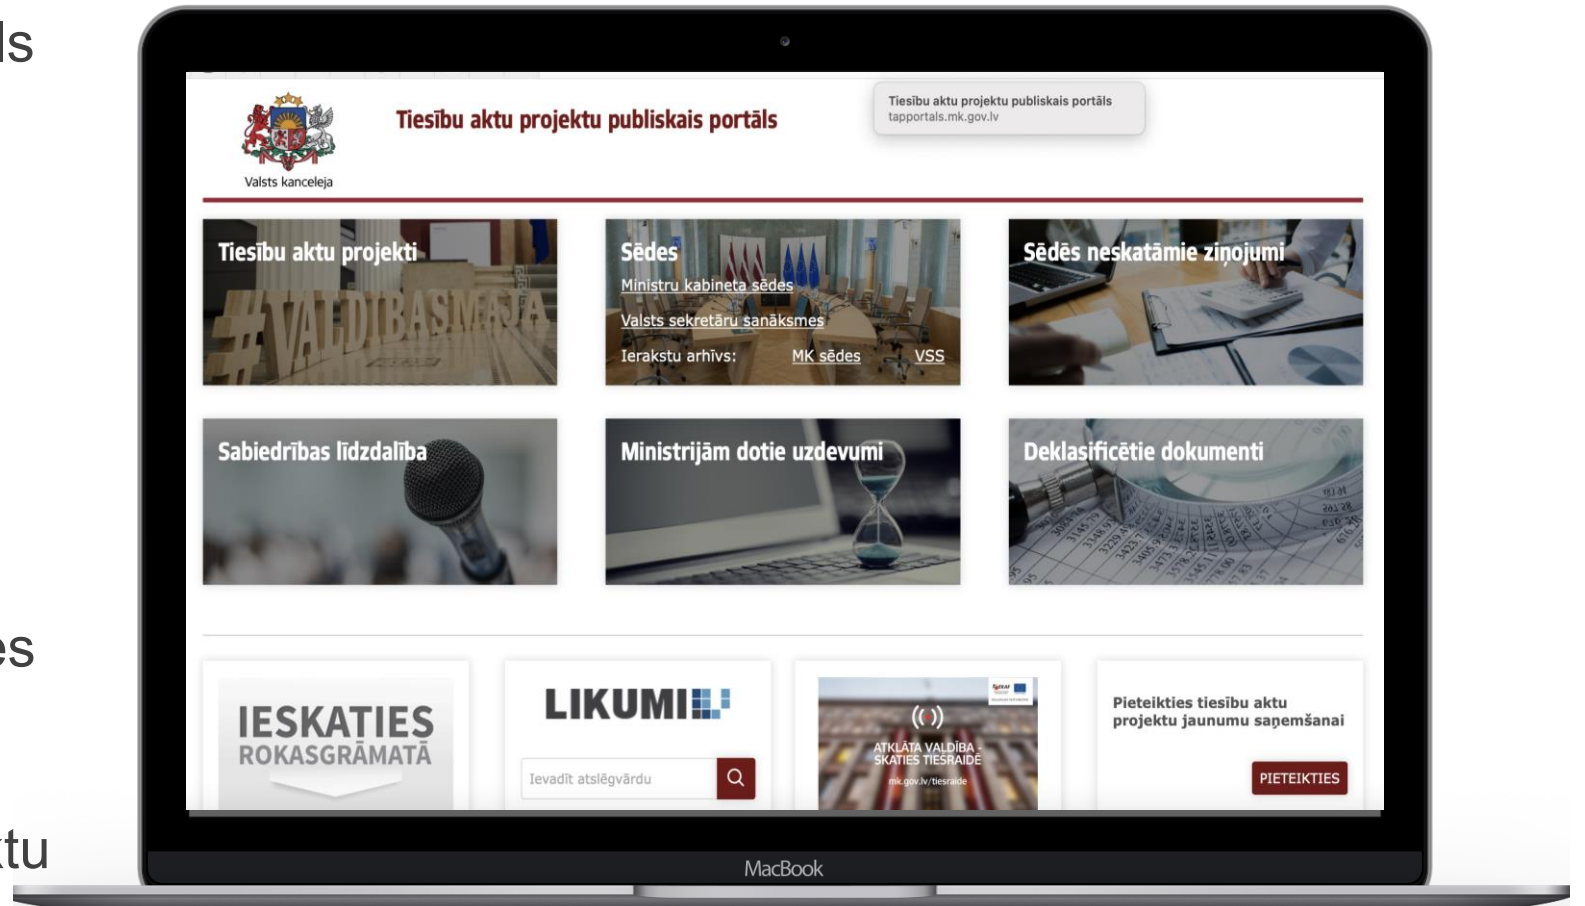 ls
es
ktu
Tiesību aktu projektu publiskais portāls
Tiesību aktu projektu publiskais portāls
tapportals.mk.gov.lv
Valsts kanceleja
Tiesību aktu projekti
#VALDĪBASMĀJA
Sēdes
Ministru kabineta sēdes
Valsts sekretāru sanāksmes
Ierakstu arhīvs: MK sēdes VSS
Sēdēs neskatāmie ziņojumi
Sabiedrības līdzdalība
Ministrijām dotie uzdevumi
Deklasificētie dokumenti
IESKATIES
ROKASGRĀMATĀ
LIKUMI
Ievadīt atslēgvārdu
ATKLĀTA VALDĪBA -
SKATIES TIEŠRAIDĒ
mk.gov.lv/tiesraide
Pieteikties tiesību aktu
projektu jaunumu saņemšanai
PIETEIKTIES
MacBook